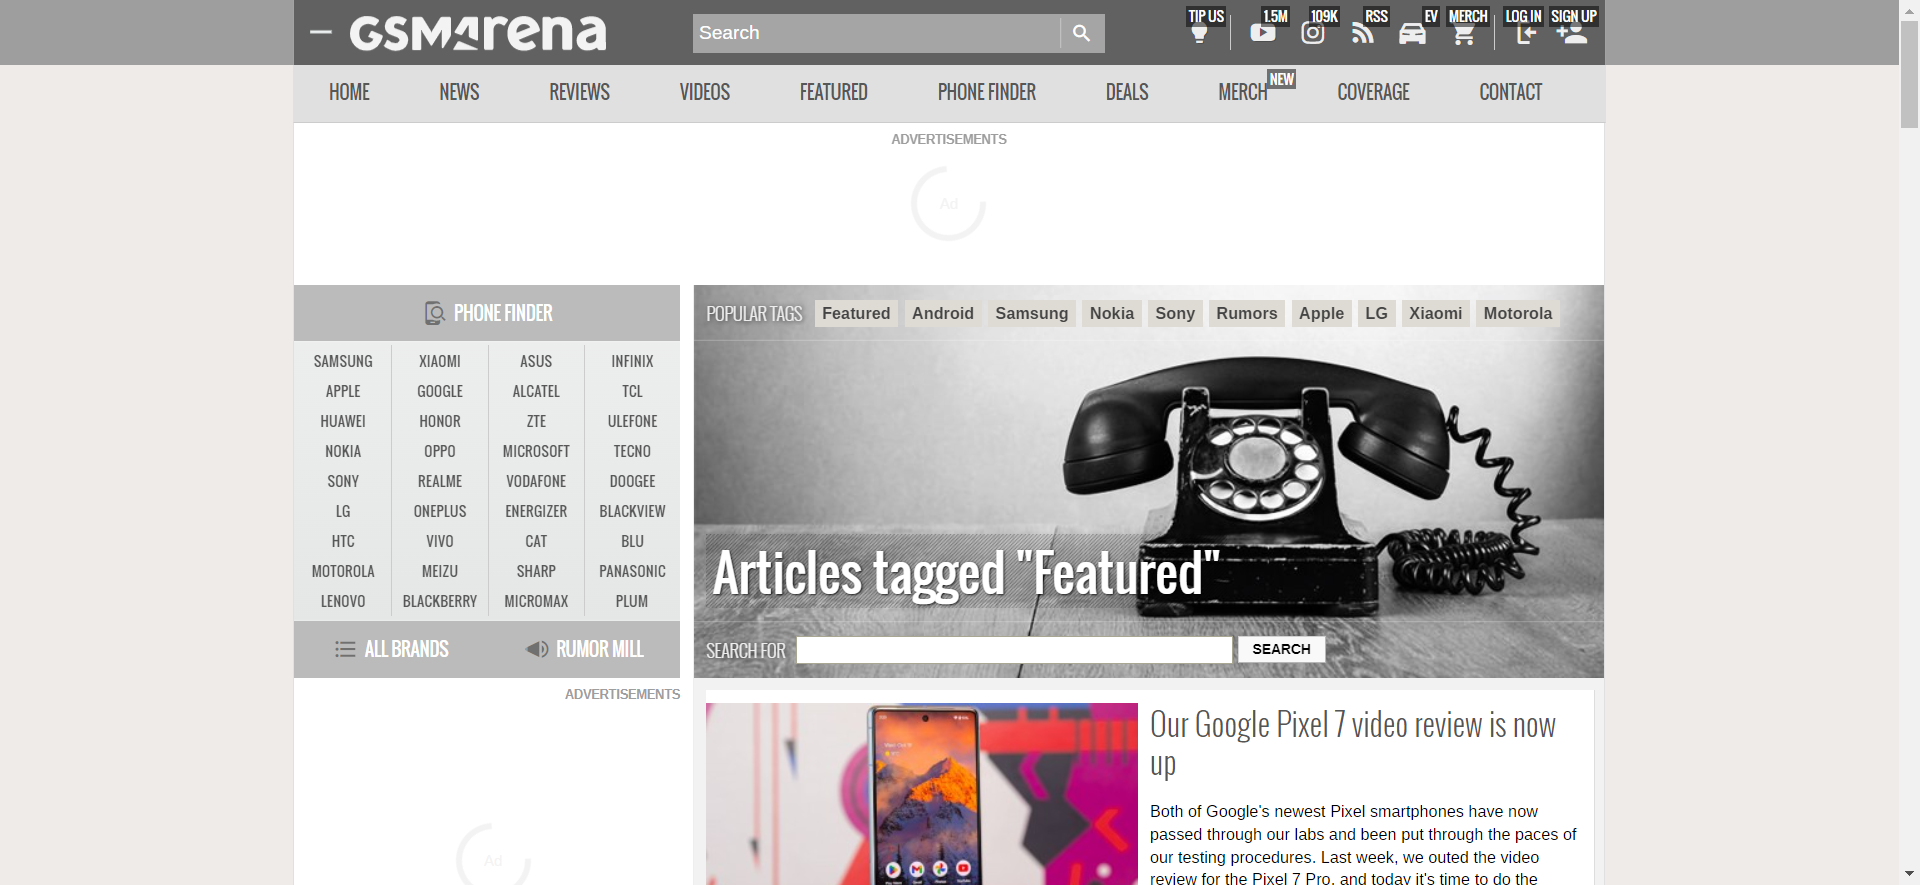 GSMArena
Search
TIP US
1.5M
109K
RSS
EV
MERCH
LOG IN
SIGN UP
HOME
NEWS
REVIEWS
VIDEOS
FEATURED
PHONE FINDER
DEALS
MERCH
NEW
COVERAGE
CONTACT
ADVERTISEMENTS
Ad
PHONE FINDER
SAMSUNG XIAOMI ASUS INFINIX
APPLE GOOGLE ALCATEL TCL
HUAWEI HONOR ZTE ULEFONE
NOKIA OPPO MICROSOFT TECNO
SONY REALME VODAFONE DOOGEE
LG ONEPLUS ENERGIZER BLACKVIEW
HTC VIVO CAT BLU
MOTOROLA MEIZU SHARP PANASONIC
LENOVO BLACKBERRY MICROMAX PLUM
ALL BRANDS RUMOR MILL
ADVERTISEMENTS
Ad
POPULAR TAGS Featured Android Samsung Nokia Sony Rumors Apple LG Xiaomi Motorola
Articles tagged "Featured"
SEARCH FOR SEARCH
Our Google Pixel 7 video review is now
up
Both of Google's newest Pixel smartphones have now
passed through our labs and been put through the paces of
our testing procedures. Last week, we outed the video
review for the Pixel 7 Pro, and today it's time to do the